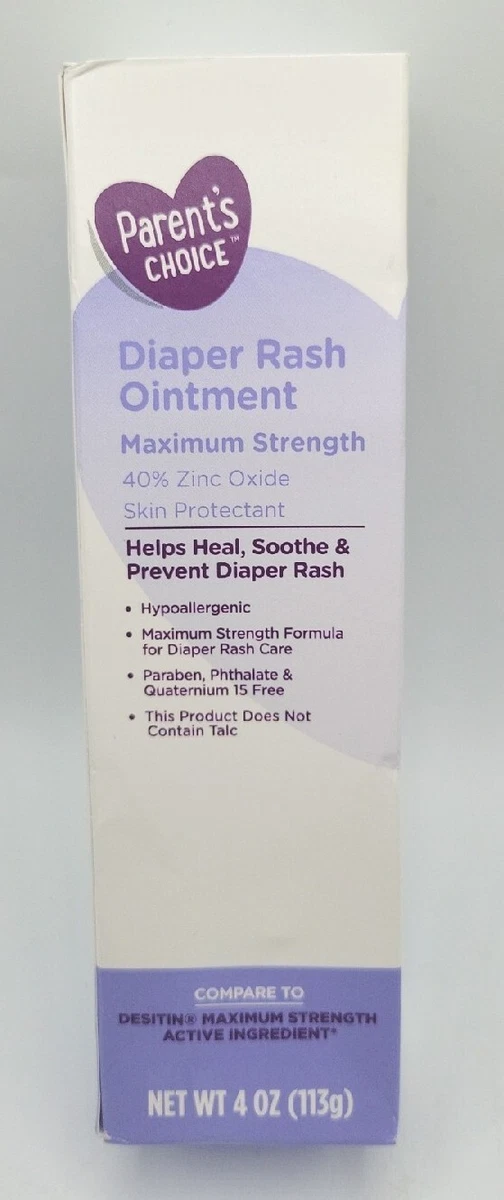 Parent's
CHOICE™
Diaper Rash
Ointment
Maximum Strength
40% Zinc Oxide
Skin Protectant
Helps Heal, Soothe &
Prevent Diaper Rash
• Hypoallergenic
• Maximum Strength Formula
for Diaper Rash Care
• Paraben, Phthalate &
Quaternium 15 Free
• This Product Does Not
Contain Talc
COMPARE TO
DESITIN® MAXIMUM STRENGTH
ACTIVE INGREDIENT*
NET WT 4 OZ (113g)